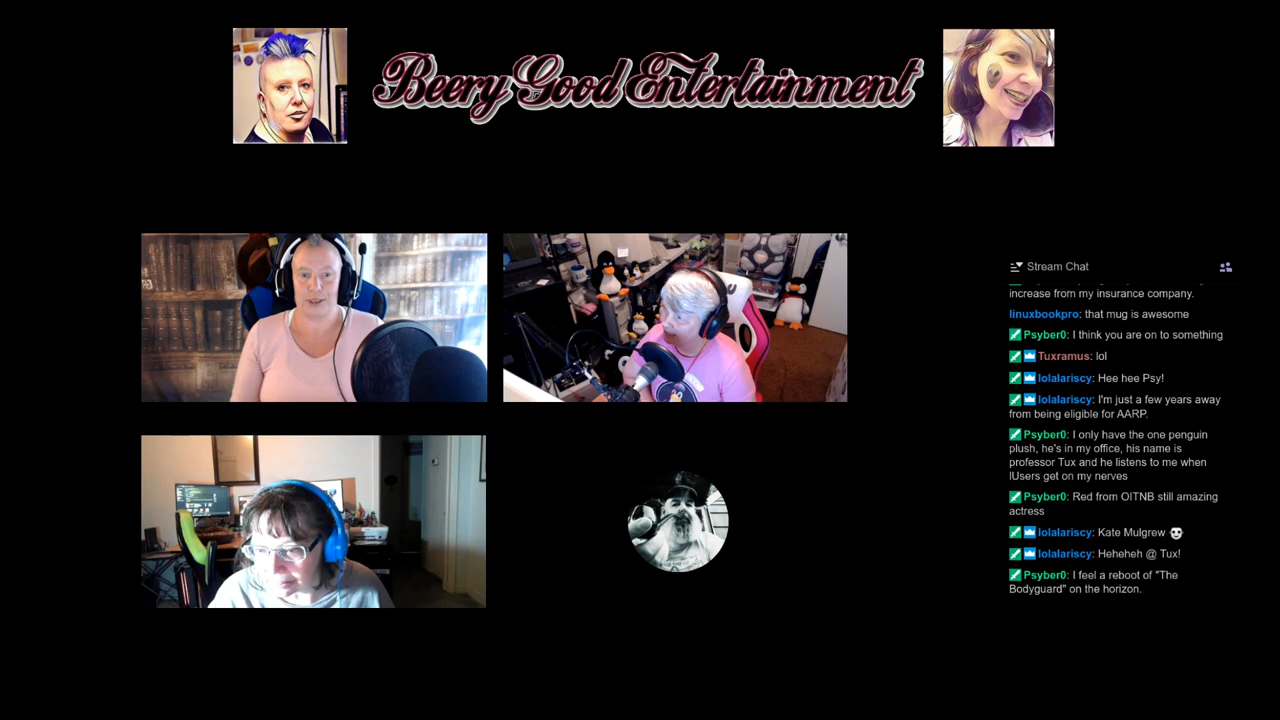 Beery Good Entertainment
Stream Chat
increase from my insurance company.
linuxbookpro: that mug is awesome
Psyber0: I think you are on to something
Tuxramus: lol
lolalariscy: Hee hee Psy!
lolalariscy: I'm just a few years away
from being eligible for AARP.
Psyber0: I only have the one penguin
plush, he's in my office, his name is
professor Tux and he listens to me when
lUsers get on my nerves
Psyber0: Red from OITNB still amazing
actress
lolalariscy: Kate Mulgrew
lolalariscy: Heheheh @ Tux!
Psyber0: I feel a reboot of "The
Bodyguard" on the horizon.